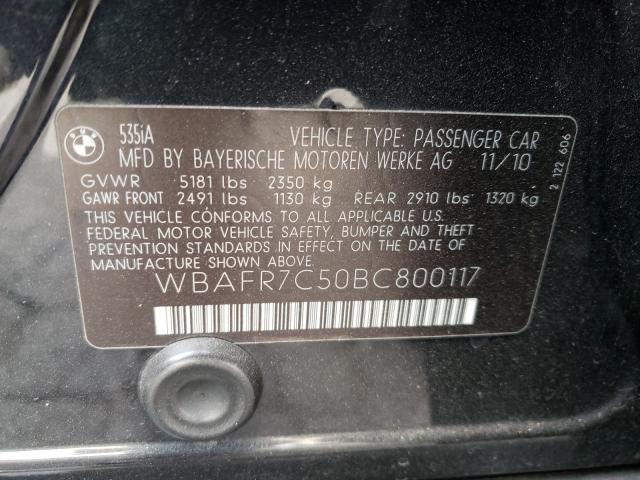 BMW
535iA VEHICLE TYPE: PASSENGER CAR
MFD BY BAYERISCHE MOTOREN WERKE AG 11/10
GVWR 5181 lbs 2350 kg
GAWR FRONT 2491 lbs 1130 kg REAR 2910 lbs 1320 kg
THIS VEHICLE CONFORMS TO ALL APPLICABLE U.S.
FEDERAL MOTOR VEHICLE SAFETY, BUMPER AND THEFT
PREVENTION STANDARDS IN EFFECT ON THE DATE OF
MANUFACTURE SHOWN ABOVE.
WBAFR7C50BC800117
2 122 606